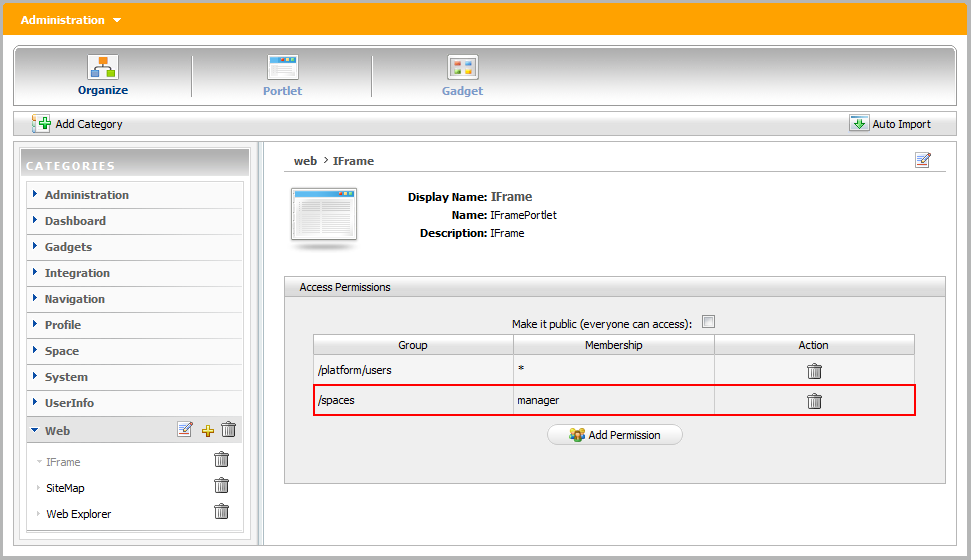 Administration
Organize
Portlet
Gadget
Add Category
Auto Import
CATEGORIES
Administration
Dashboard
Gadgets
Integration
Navigation
Profile
Space
System
UserInfo
Web
IFrame
SiteMap
Web Explorer
web > IFrame
Display Name: IFrame
Name: IFramePortlet
Description: IFrame
Access Permissions
Make it public (everyone can access):
Group Membership Action
/platform/users *
/spaces manager
Add Permission